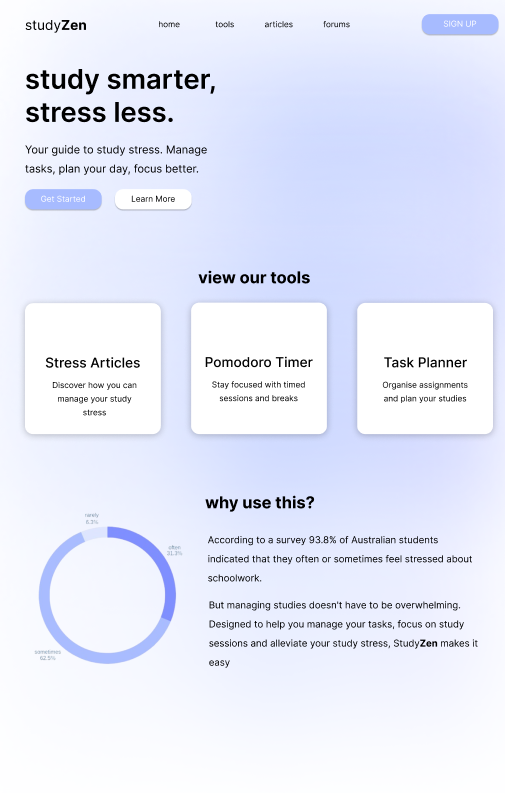 studyZen
home
tools
articles
forums
SIGN UP
study smarter,
stress less.
Your guide to study stress. Manage
tasks, plan your day, focus better.
Get Started
Learn More
view our tools
Stress Articles
Discover how you can
manage your study
stress
Pomodoro Timer
Stay focused with timed
sessions and breaks
Task Planner
Organise assignments
and plan your studies
rarely
6.3%
often
31.3%
sometimes
62.5%
why use this?
According to a survey 93.8% of Australian students
indicated that they often or sometimes feel stressed about
schoolwork.
But managing studies doesn't have to be overwhelming.
Designed to help you manage your tasks, focus on study
sessions and alleviate your study stress, StudyZen makes it
easy